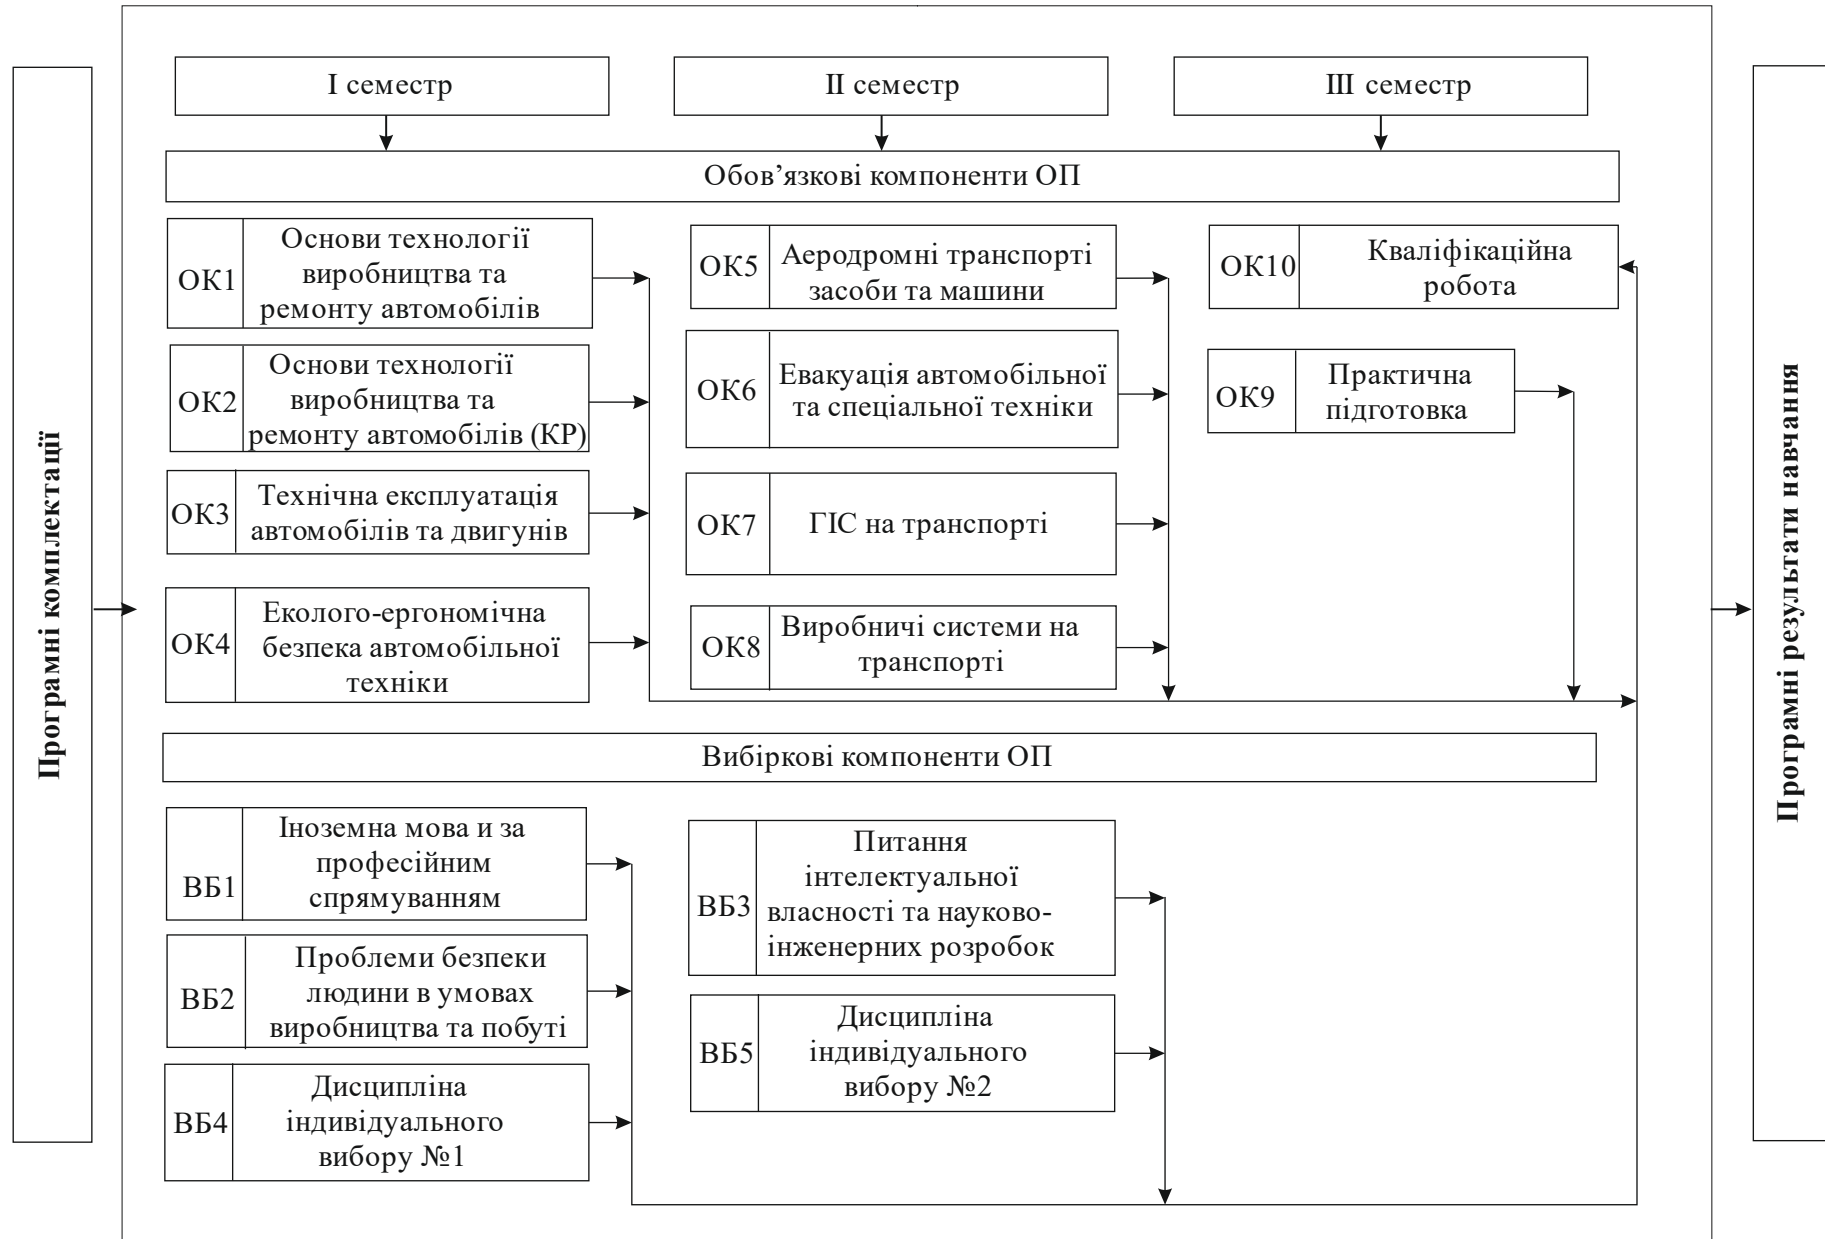 Програмні комплектації
I семестр
II семестр
III семестр
Обов’язкові компоненти ОП
ОК1
Основи технології
виробництва та
ремонту автомобілів
ОК2
Основи технології
виробництва та
ремонту автомобілів (КР)
ОК3
Технічна експлуатація
автомобілів та двигунів
ОК4
Еколого-ергономічна
безпека автомобільної
техніки
ОК5
Аеродромні транспорті
засоби та машини
ОК6
Евакуація автомобільної
та спеціальної техніки
ОК7
ГІС на транспорті
ОК8
Виробничі системи на
транспорті
ОК10
Кваліфікаційна
робота
ОК9
Практична
підготовка
Вибіркові компоненти ОП
ВБ1
Іноземна мова и за
професійним
спрямуванням
ВБ2
Проблеми безпеки
людини в умовах
виробництва та побуті
ВБ4
Дисципліна
індивідуального
вибору №1
ВБ3
Питання
інтелектуальної
власності та науково-
інженерних розробок
ВБ5
Дисципліна
індивідуального
вибору №2
Програмні результати навчання